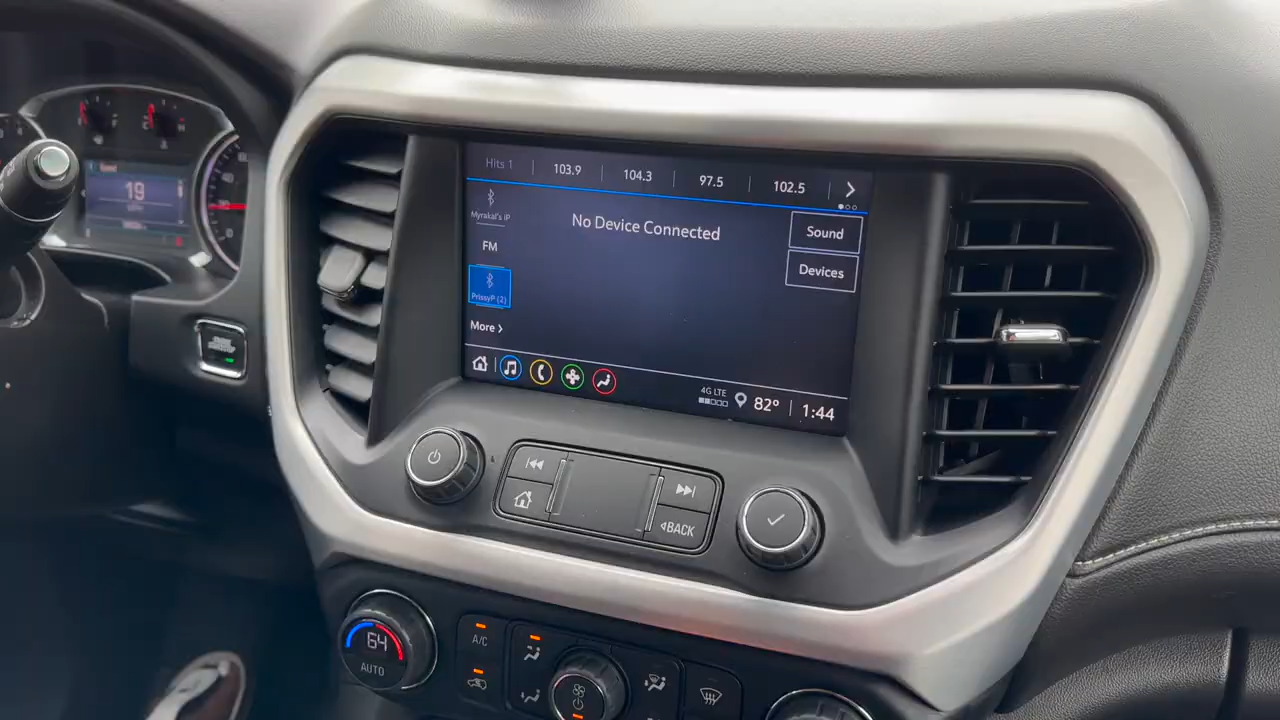 Hits 1
103.9
104.3
97.5
102.5
Myrakal's iP
No Device Connected
Sound
FM
Devices
PrissyP (2)
More
4G LTE
82°
1:44
19
BACK
64
AUTO
A/C